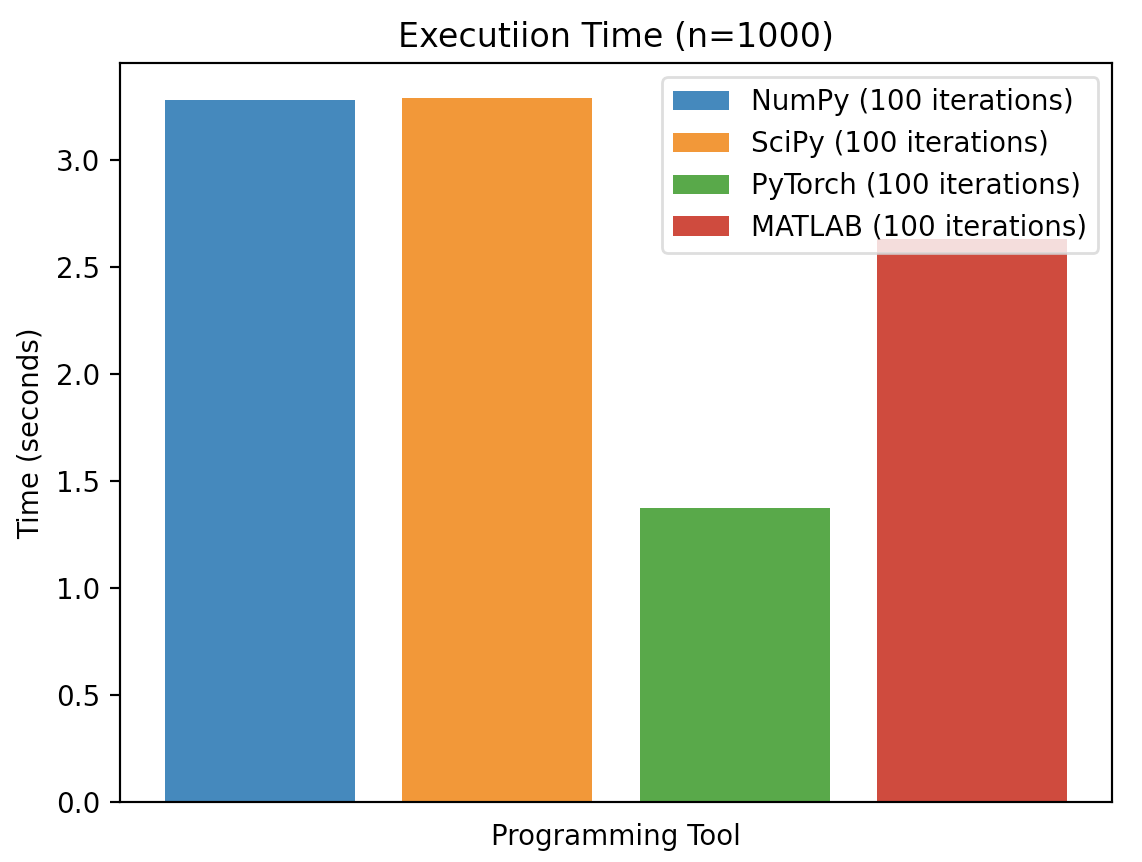 Executiion Time (n=1000)
NumPy (100 iterations)
SciPy (100 iterations)
PyTorch (100 iterations)
MATLAB (100 iterations)
3.0
2.5
2.0
1.5
1.0
0.5
0.0
Time (seconds)
Programming Tool